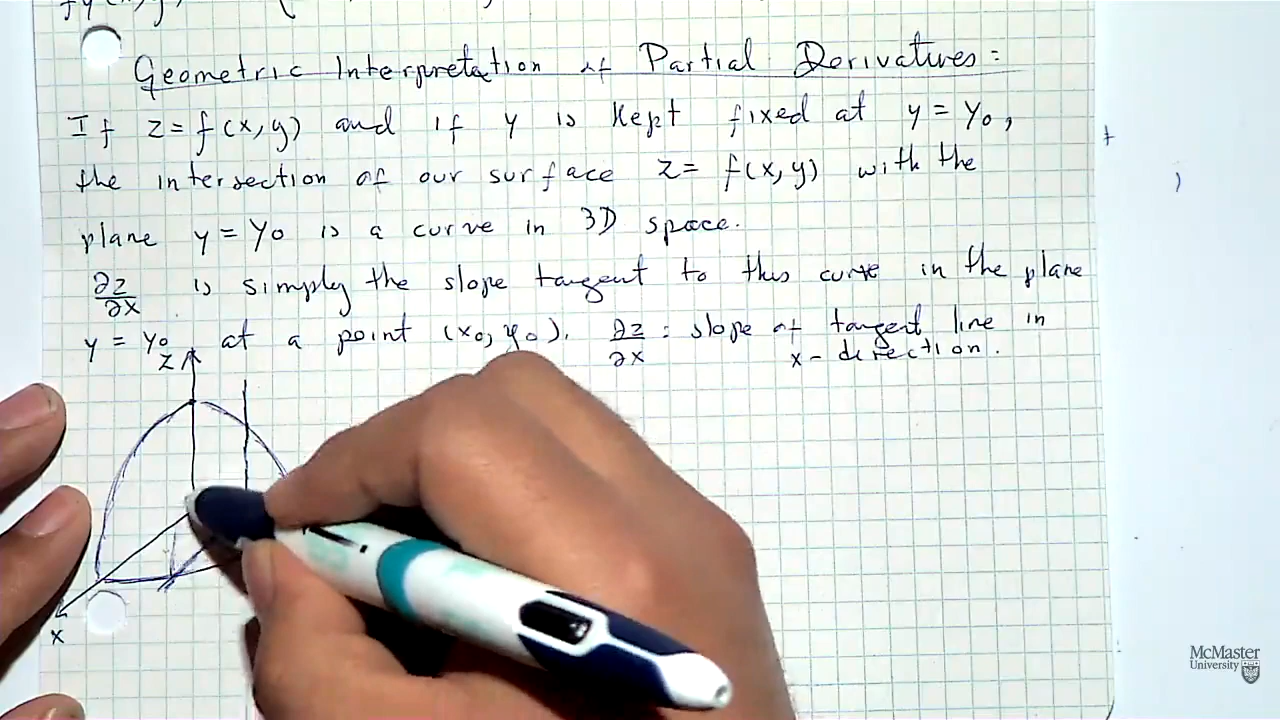 Geometric Interpretation of Partial Derivatives:
If z = f(x,y) and if y is kept fixed at y = y₀,
the intersection of our surface z = f(x,y) with the
plane y = y₀ is a curve in 3D space.
∂z/∂x is simply the slope tangent to this curve in the plane
y = y₀ at a point (x₀, y₀). ∂z/∂x = slope of tangent line in
x - direction.
z
x
McMaster
University